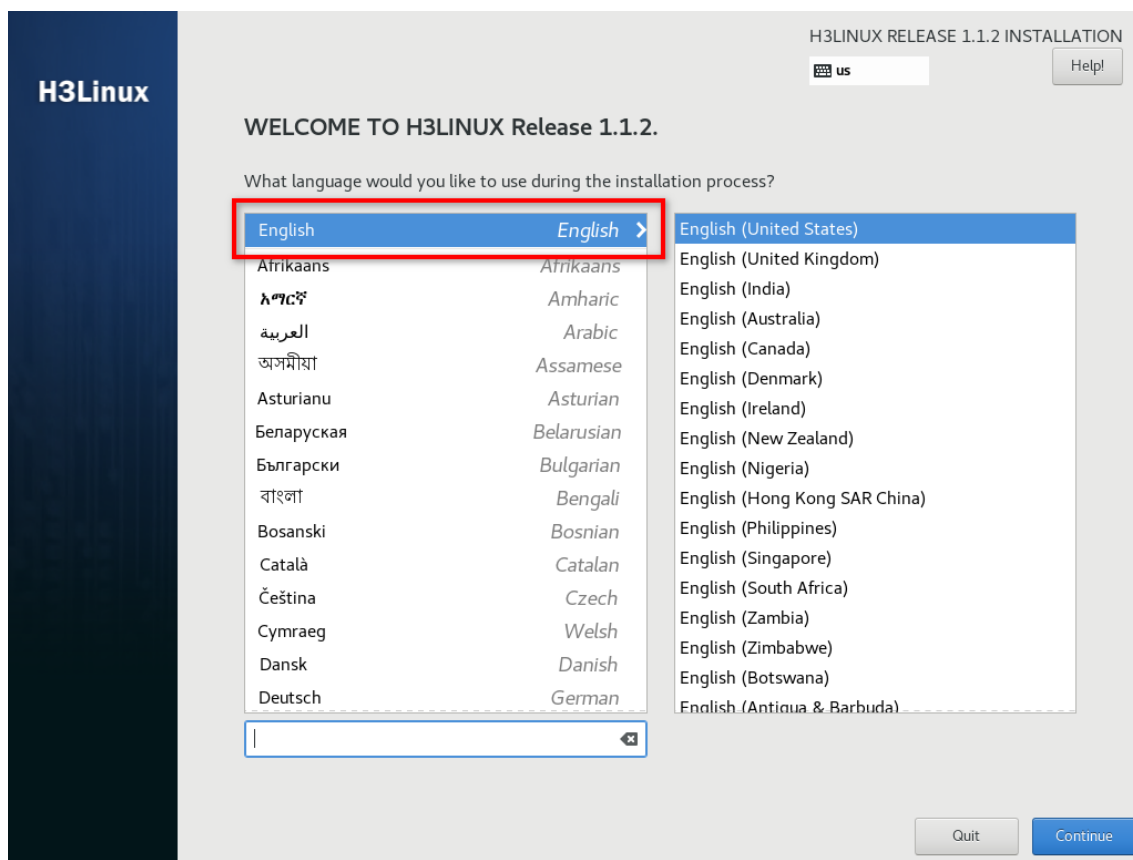 H3Linux
H3LINUX RELEASE 1.1.2 INSTALLATION
us
Help!
WELCOME TO H3LINUX Release 1.1.2.
What language would you like to use during the installation process?
English English
Afrikaans Afrikaans
አማርኛ Amharic
العربية Arabic
অসমীয়া Assamese
Asturianu Asturian
Беларуская Belarusian
Български Bulgarian
বাংলা Bengali
Bosanski Bosnian
Català Catalan
Čeština Czech
Cymraeg Welsh
Dansk Danish
Deutsch German
English (United States)
English (United Kingdom)
English (India)
English (Australia)
English (Canada)
English (Denmark)
English (Ireland)
English (New Zealand)
English (Nigeria)
English (Hong Kong SAR China)
English (Philippines)
English (Singapore)
English (South Africa)
English (Zambia)
English (Zimbabwe)
English (Botswana)
English (Antigua & Barbuda)
Quit
Continue